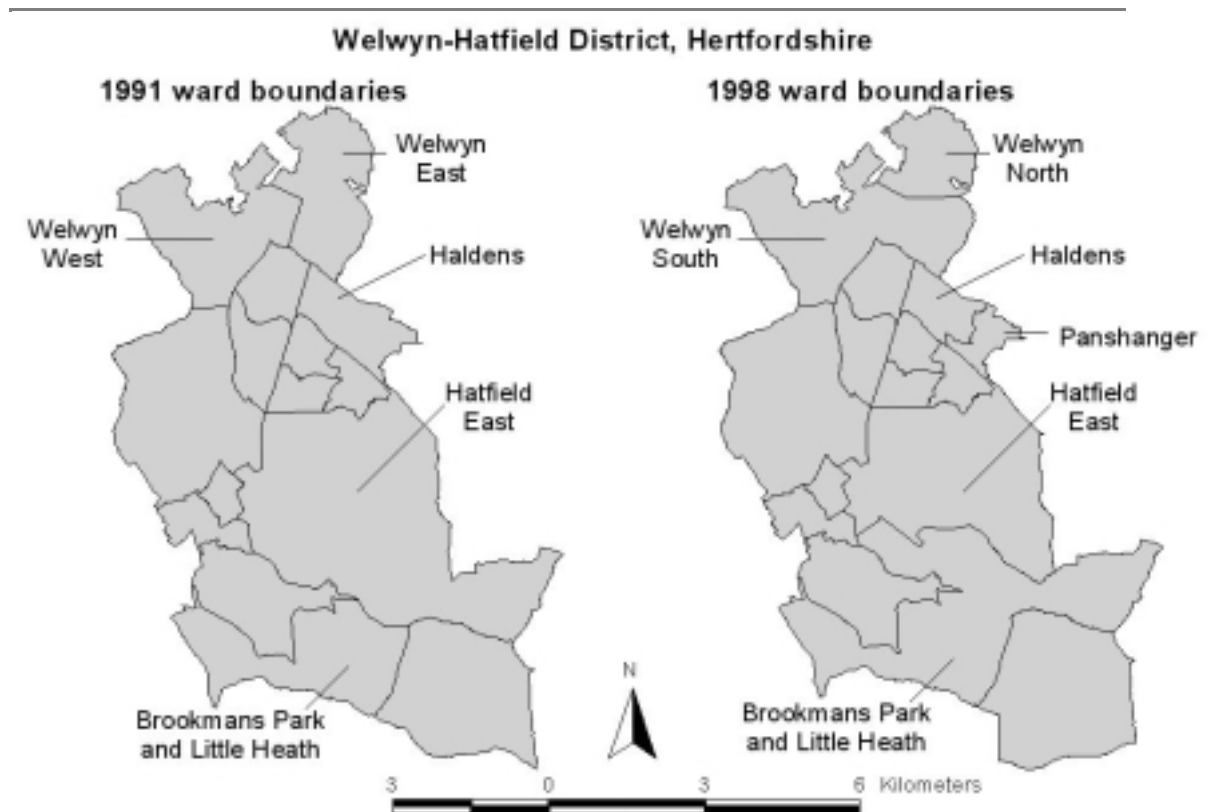 Welwyn-Hatfield District, Hertfordshire
1991 ward boundaries
Welwyn
East
Welwyn
West
Haldens
Hatfield
East
Brookmans Park
and Little Heath
1998 ward boundaries
Welwyn
North
Welwyn
South
Haldens
Panshanger
Hatfield
East
Brookmans Park
and Little Heath
N
3 0 3 6 Kilometers